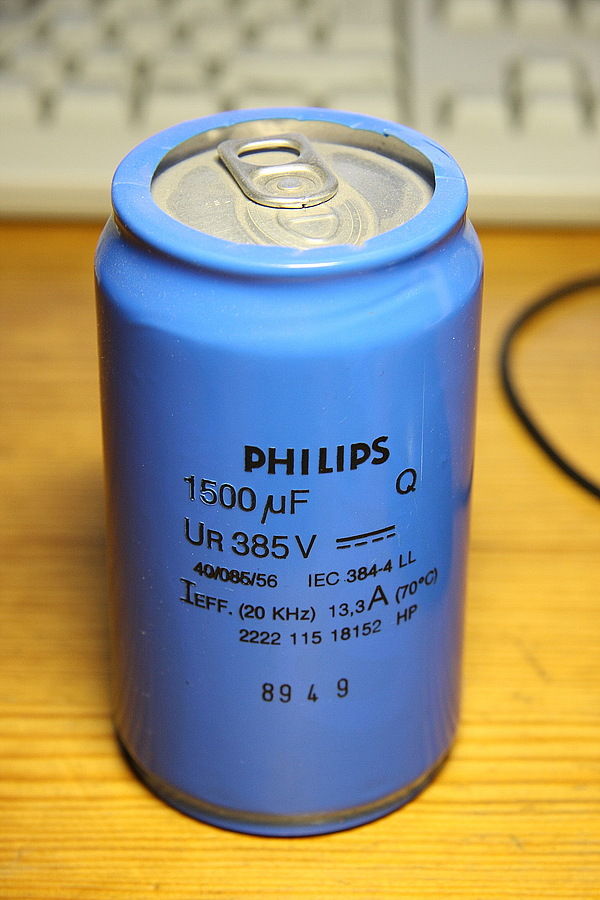 PHILIPS
1500 µF Q
UR 385 V ⎓
40/085/56 IEC 384-4 LL
IEFF. (20 KHz) 13,3A (70°C)
2222 115 18152 HP
89 4 9